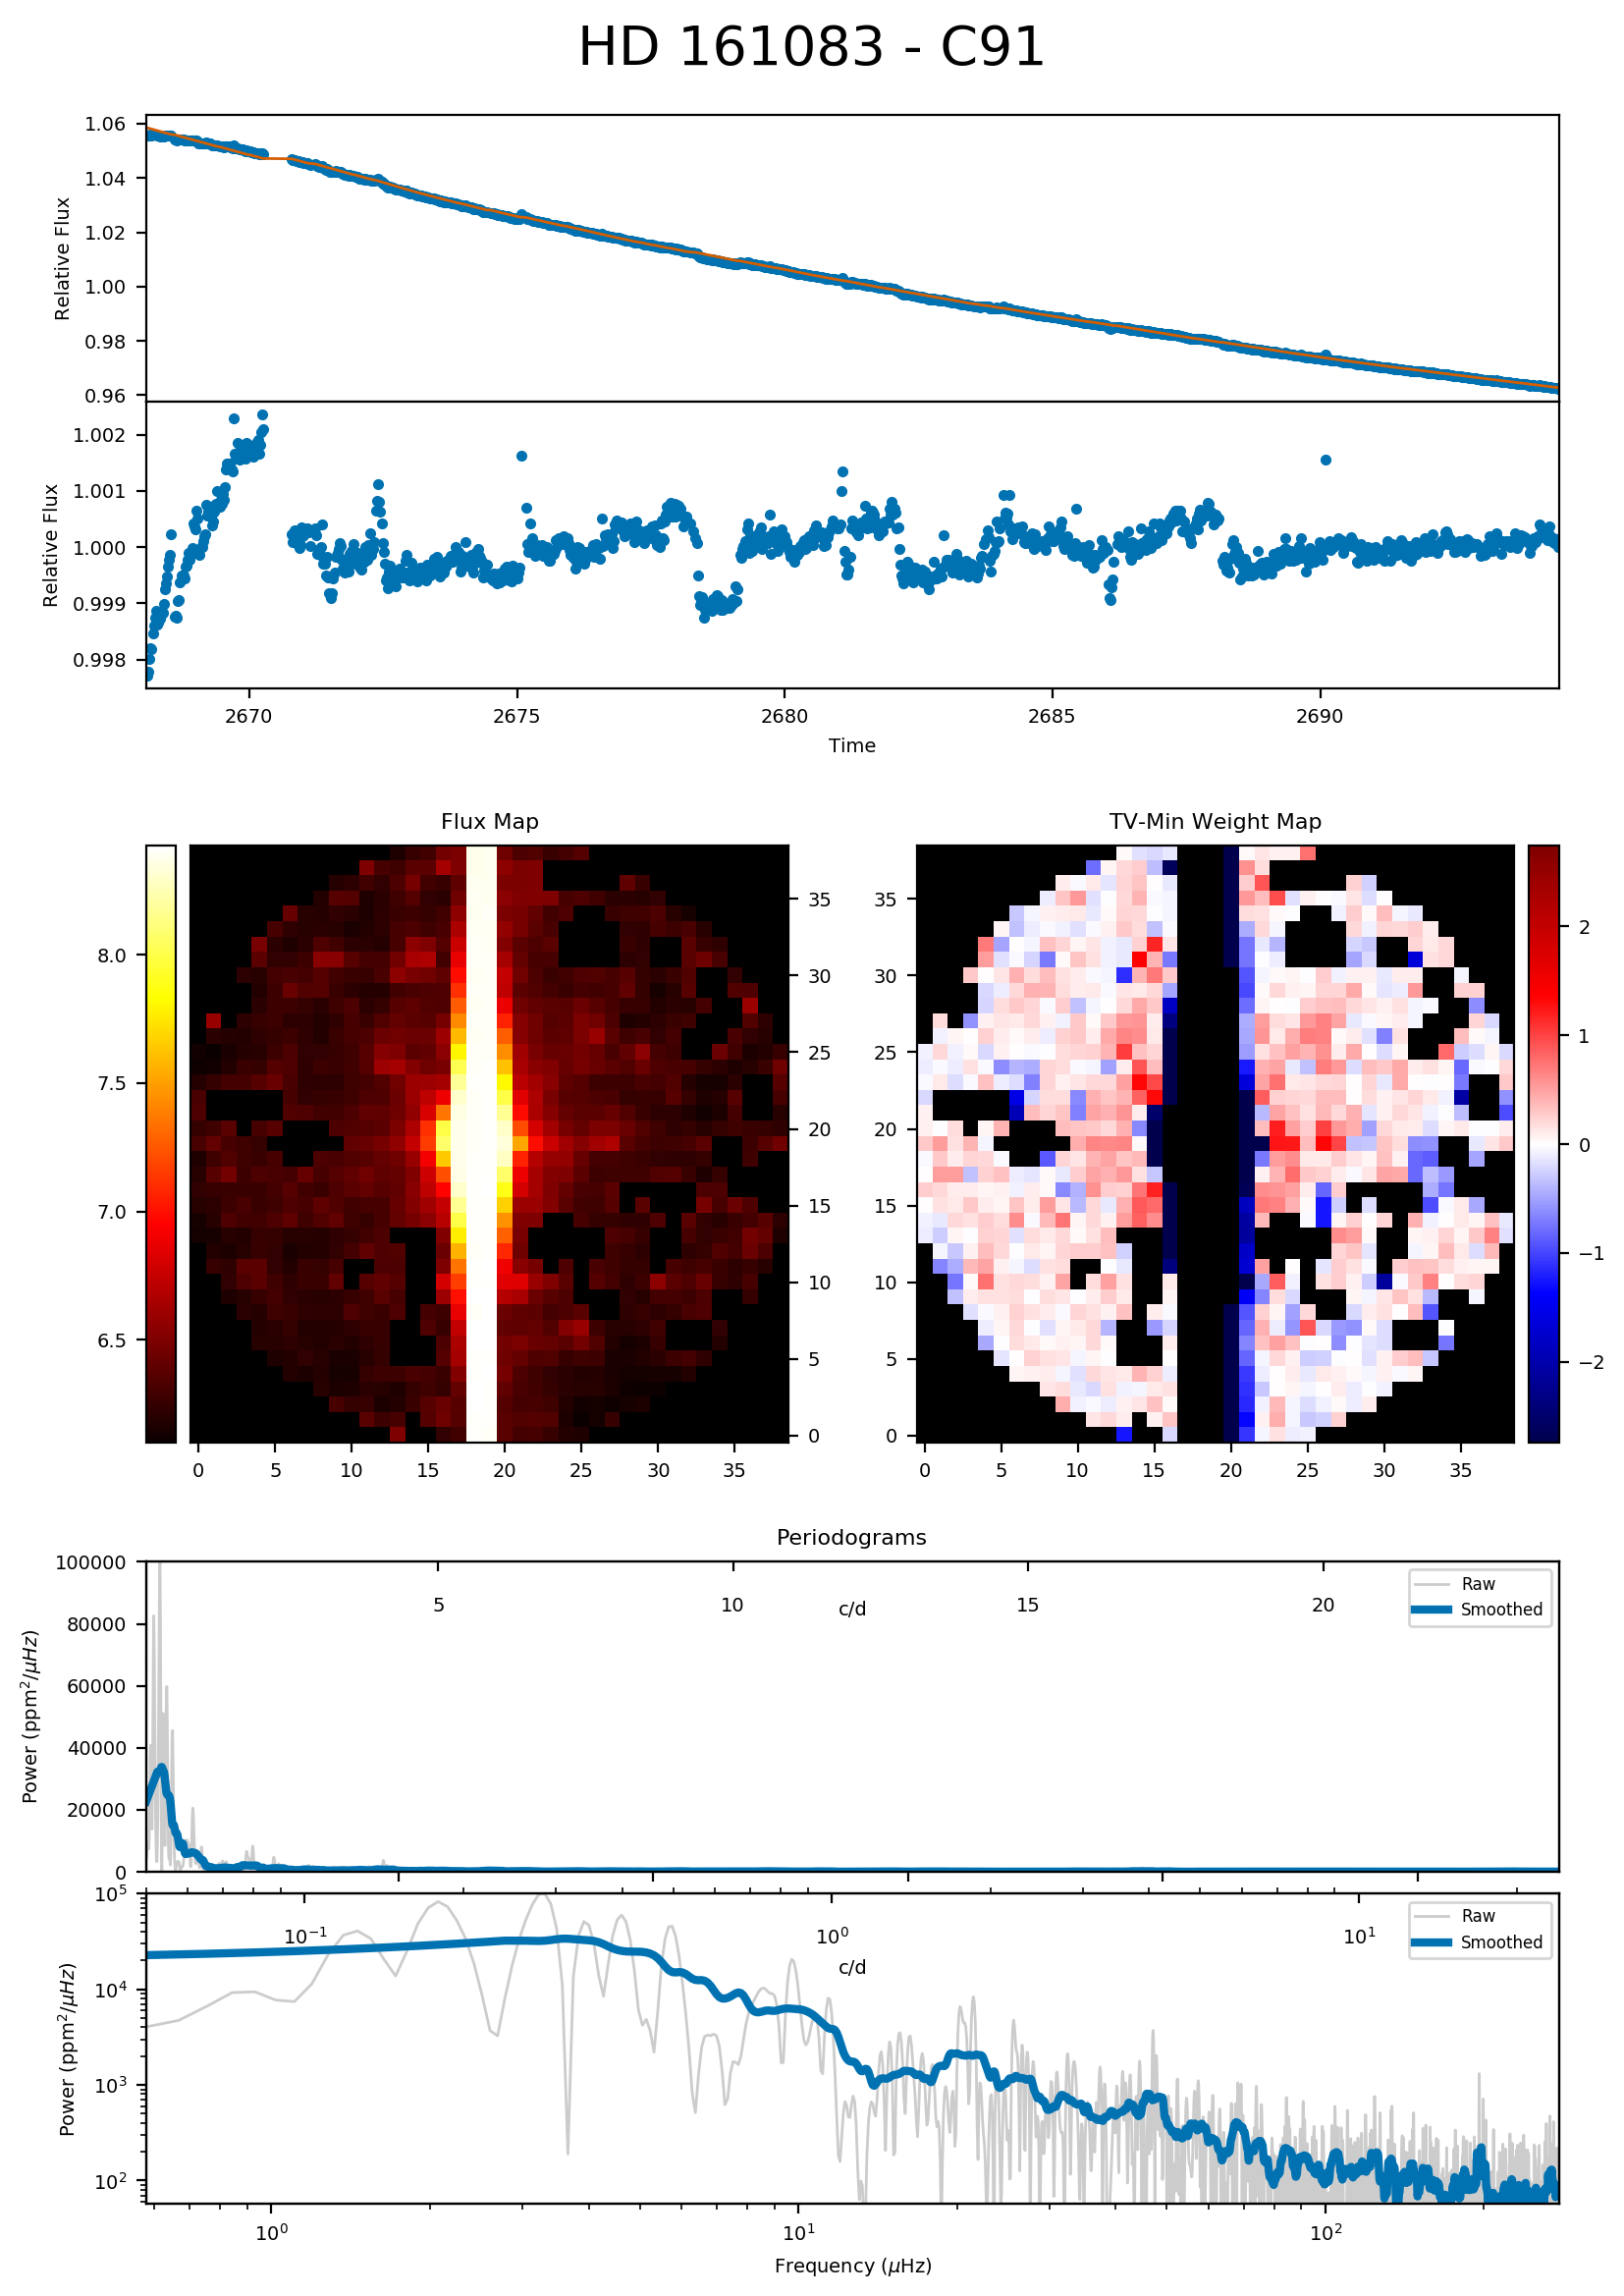 HD 161083 - C91
1.06
1.04
1.02
1.00
0.98
0.96
Relative Flux
1.002
1.001
1.000
0.999
0.998
Relative Flux
2670 2675 2680 2685 2690
Time
Flux Map
8.0
7.5
7.0
6.5
35
30
25
20
15
10
5
0
0 5 10 15 20 25 30 35
TV-Min Weight Map
35
30
25
20
15
10
5
0
0 5 10 15 20 25 30 35
2
1
0
−1
−2
Periodograms
100000
80000
60000
40000
20000
0
Power (ppm²/μHz)
5 10 15 20
c/d
Raw
Smoothed
10⁵
10⁴
10³
10²
Power (ppm²/μHz)
10⁻¹ 10⁰ 10¹
c/d
Raw
Smoothed
10⁰ 10¹ 10²
Frequency (μHz)